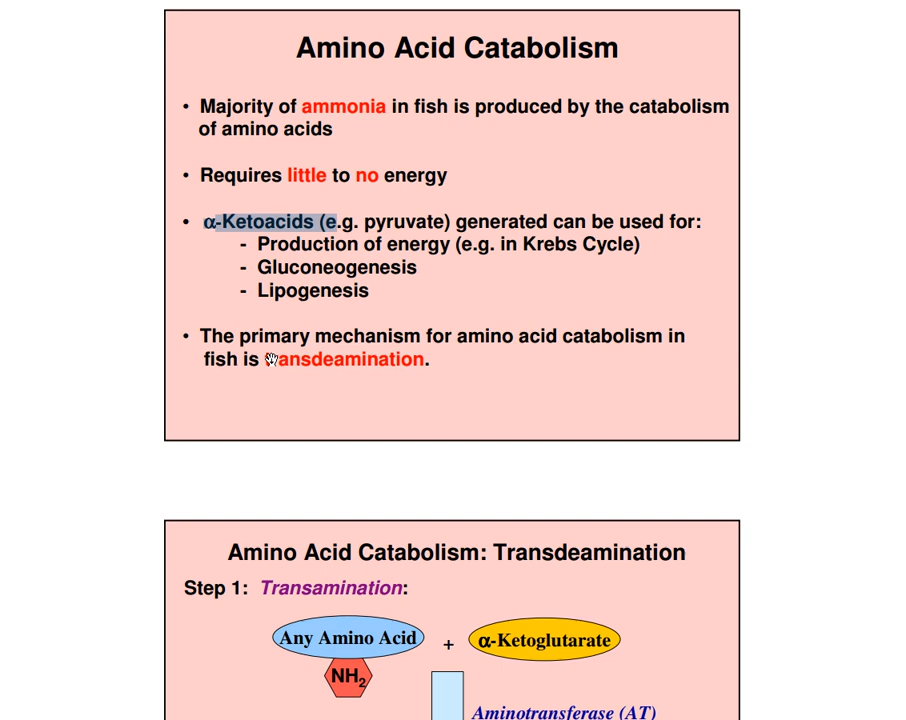 Amino Acid Catabolism
• Majority of ammonia in fish is produced by the catabolism
of amino acids
• Requires little to no energy
• α-Ketoacids (e.g. pyruvate) generated can be used for:
- Production of energy (e.g. in Krebs Cycle)
- Gluconeogenesis
- Lipogenesis
• The primary mechanism for amino acid catabolism in
fish is transdeamination.
Amino Acid Catabolism: Transdeamination
Step 1: Transamination:
Any Amino Acid + α-Ketoglutarate
NH2
Aminotransferase (AT)